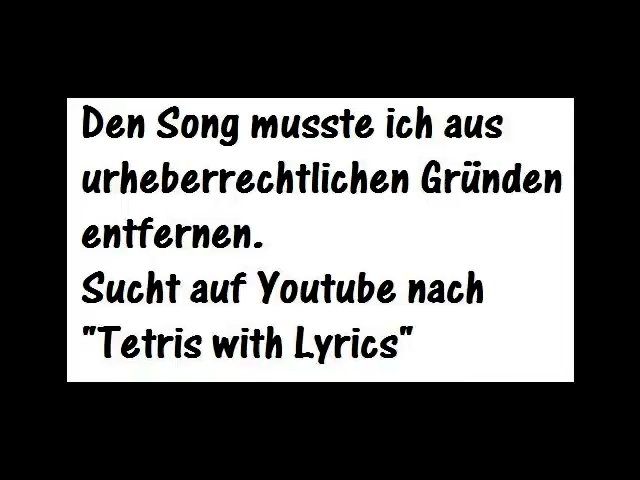 Den Song musste ich aus
urheberrechtlichen Gründen
entfernen.
Sucht auf Youtube nach
"Tetris with Lyrics"